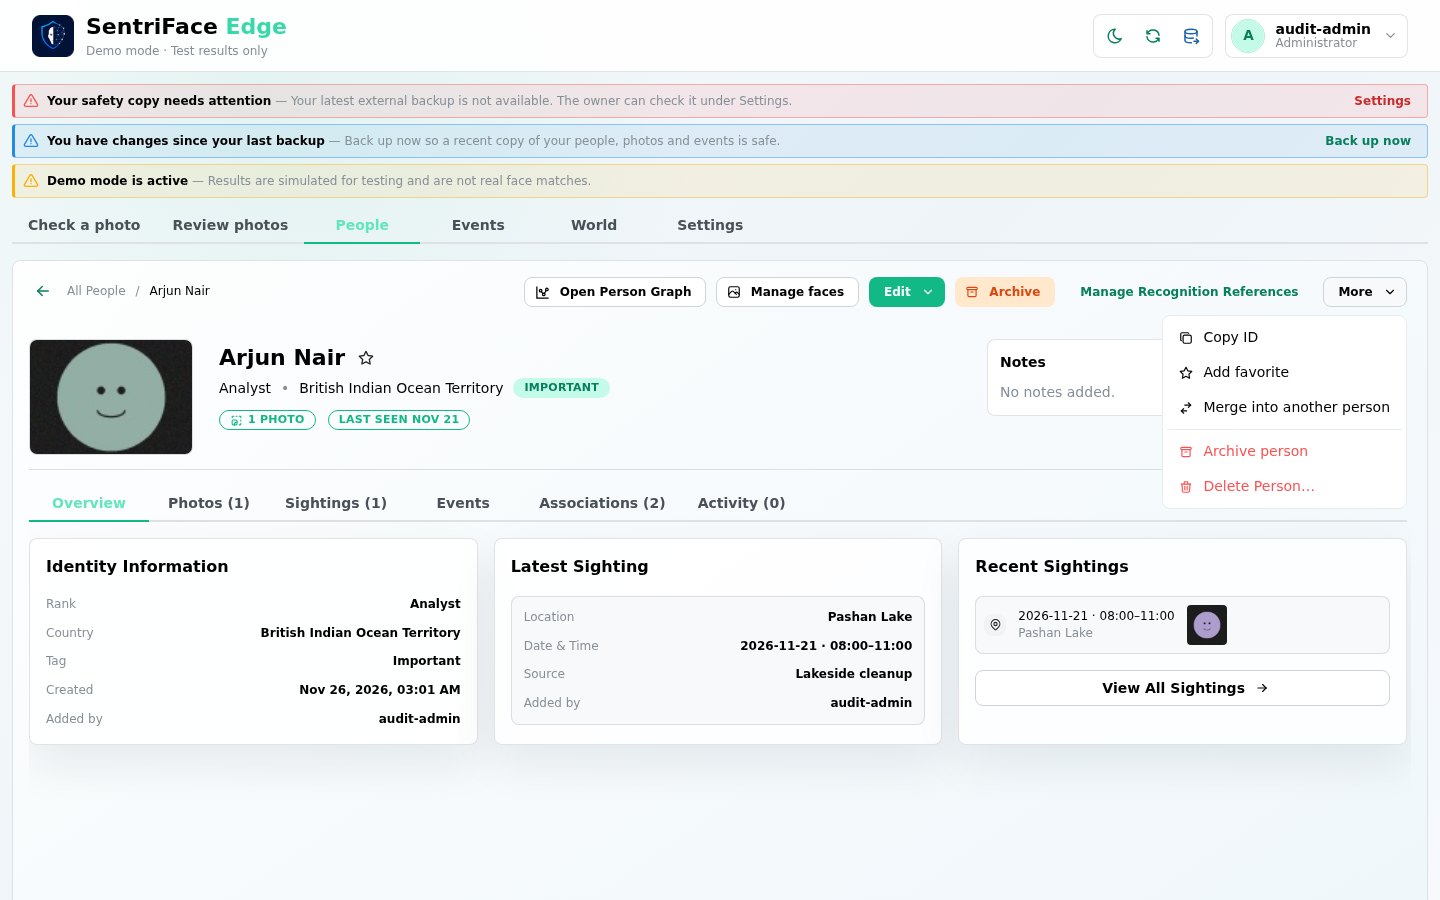 SentriFace Edge
Demo mode · Test results only
A
audit-admin
Administrator
Your safety copy needs attention — Your latest external backup is not available. The owner can check it under Settings.
Settings
You have changes since your last backup — Back up now so a recent copy of your people, photos and events is safe.
Back up now
Demo mode is active — Results are simulated for testing and are not real face matches.
Check a photo
Review photos
People
Events
World
Settings
All People / Arjun Nair
Open Person Graph
Manage faces
Edit
Archive
Manage Recognition References
More
Copy ID
Add favorite
Merge into another person
Archive person
Delete Person…
Arjun Nair
Analyst • British Indian Ocean Territory
IMPORTANT
1 PHOTO
LAST SEEN NOV 21
Notes
No notes added.
Overview
Photos (1)
Sightings (1)
Events
Associations (2)
Activity (0)
Identity Information
Rank Analyst
Country British Indian Ocean Territory
Tag Important
Created Nov 26, 2026, 03:01 AM
Added by audit-admin
Latest Sighting
Location Pashan Lake
Date & Time 2026-11-21 · 08:00–11:00
Source Lakeside cleanup
Added by audit-admin
Recent Sightings
2026-11-21 · 08:00–11:00
Pashan Lake
View All Sightings